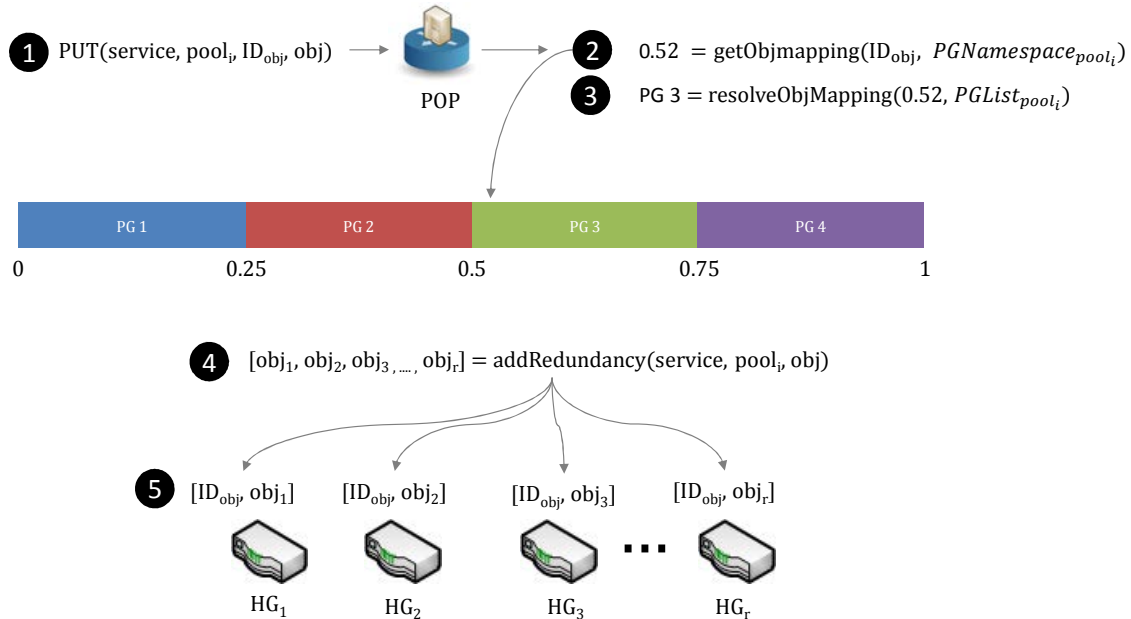 1 PUT(service, pool_i, ID_obj, obj)
POP
2 0.52 = getObjmapping(ID_obj, PGNamespace_pool_i)
3 PG 3 = resolveObjMapping(0.52, PGList_pool_i)
PG 1 PG 2 PG 3 PG 4
0 0.25 0.5 0.75 1
4 [obj_1, obj_2, obj_3,...., obj_r] = addRedundancy(service, pool_i, obj)
5 [ID_obj, obj_1] [ID_obj, obj_2] [ID_obj, obj_3] [ID_obj, obj_r]
...
HG_1 HG_2 HG_3 HG_r